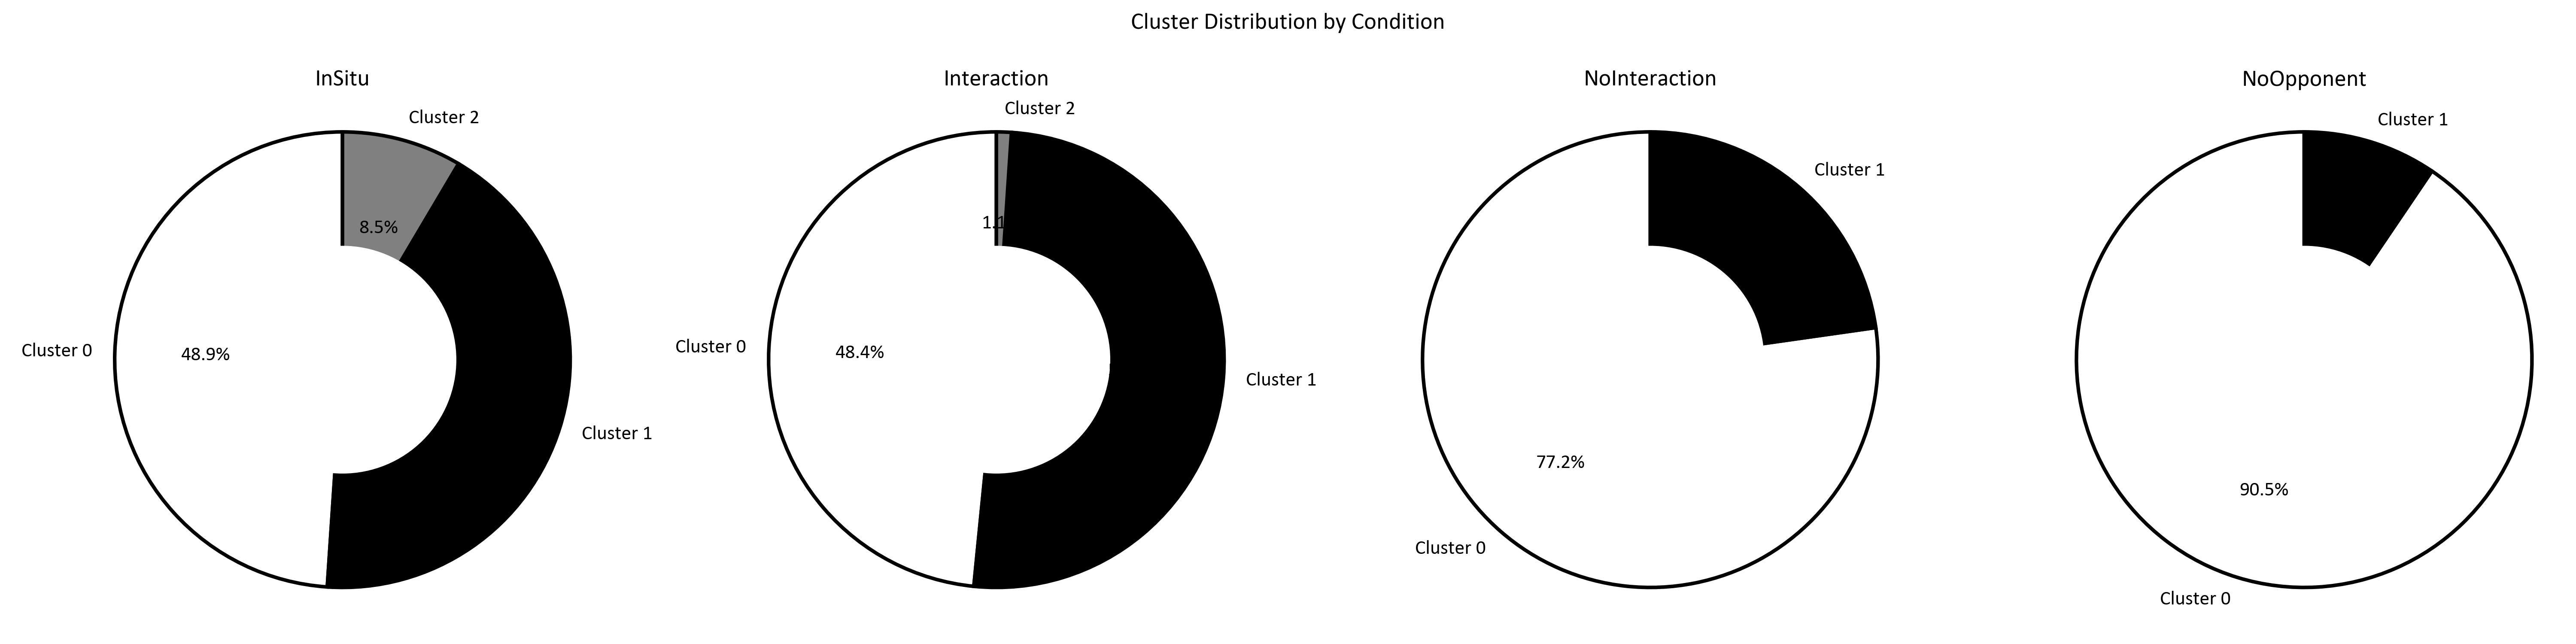 Cluster Distribution by Condition
InSitu
Cluster 2
8.5%
Cluster 0
48.9%
Cluster 1
Interaction
Cluster 2
1.1
Cluster 0
48.4%
Cluster 1
NoInteraction
Cluster 1
77.2%
Cluster 0
NoOpponent
Cluster 1
90.5%
Cluster 0